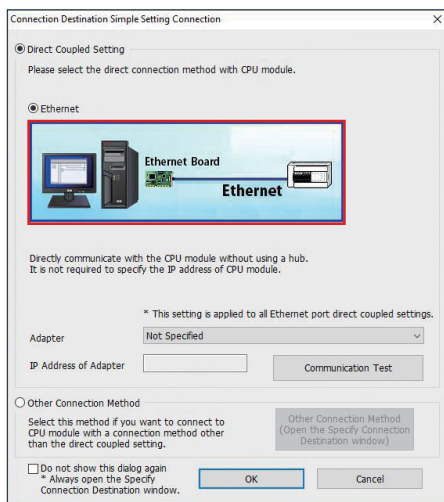 Connection Destination Simple Setting Connection
Direct Coupled Setting
Please select the direct connection method with CPU module.
Ethernet
Ethernet Board
Ethernet
Directly communicate with the CPU module without using a hub.
It is not required to specify the IP address of CPU module.
* This setting is applied to all Ethernet port direct coupled settings.
Adapter
Not Specified
IP Address of Adapter
Communication Test
Other Connection Method
Select this method if you want to connect to
CPU module with a connection method other
than the direct coupled setting.
Other Connection Method
(Open the Specify Connection
Destination window)
Do not show this dialog again
* Always open the Specify
Connection Destination window.
OK
Cancel